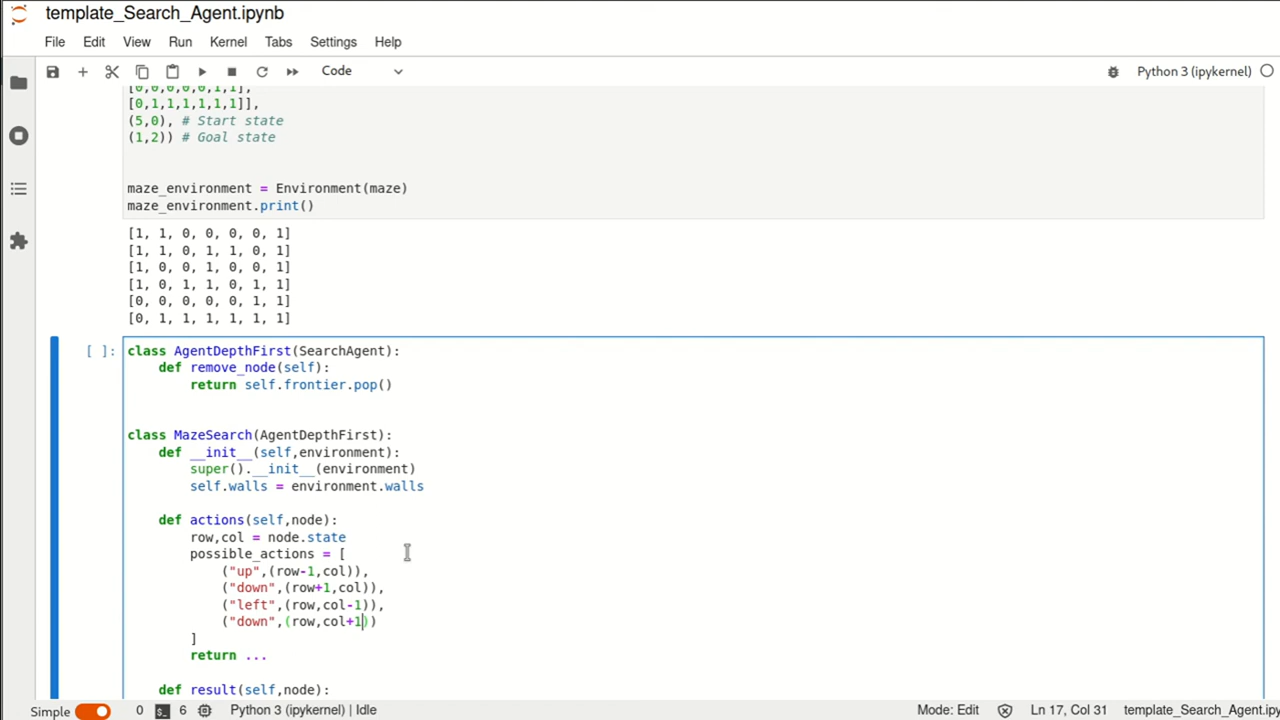 template_Search_Agent.ipynb
File Edit View Run Kernel Tabs Settings Help
Code
Python 3 (ipykernel)
[0,0,0,0,0,1,1],
[0,1,1,1,1,1,1]],
(5,0), # Start state
(1,2)) # Goal state
maze_environment = Environment(maze)
maze_environment.print()
[1, 1, 0, 0, 0, 0, 1]
[1, 1, 0, 1, 1, 0, 1]
[1, 0, 0, 1, 0, 0, 1]
[1, 0, 1, 1, 0, 1, 1]
[0, 0, 0, 0, 0, 1, 1]
[0, 1, 1, 1, 1, 1, 1]
[ ]:
class AgentDepthFirst(SearchAgent):
    def remove_node(self):
        return self.frontier.pop()
class MazeSearch(AgentDepthFirst):
    def __init__(self,environment):
        super().__init__(environment)
        self.walls = environment.walls
    def actions(self,node):
        row,col = node.state
        possible_actions = [
            ("up",(row-1,col)),
            ("down",(row+1,col)),
            ("left",(row,col-1)),
            ("down",(row,col+1))
        ]
        return ...
    def result(self,node):
Simple 0 6 Python 3 (ipykernel) | Idle Mode: Edit Ln 17, Col 31 template_Search_Agent.ipy